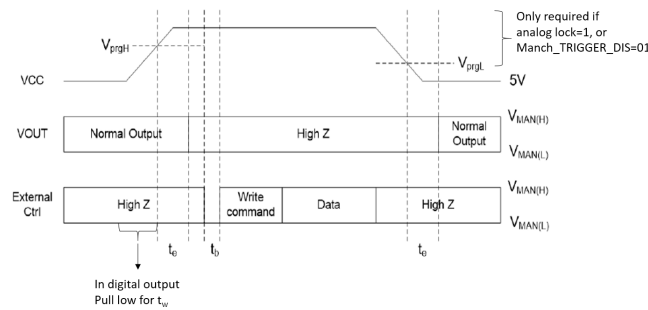 Only required if
analog lock=1, or
Manch_TRIGGER_DIS=01
VprgH
VprgL
VCC
5V
VOUT
Normal Output
High Z
Normal
Output
VMAN(H)
VMAN(L)
External
Ctrl
High Z
Write
command
Data
High Z
VMAN(H)
VMAN(L)
te
tb
te
In digital output
Pull low for tw